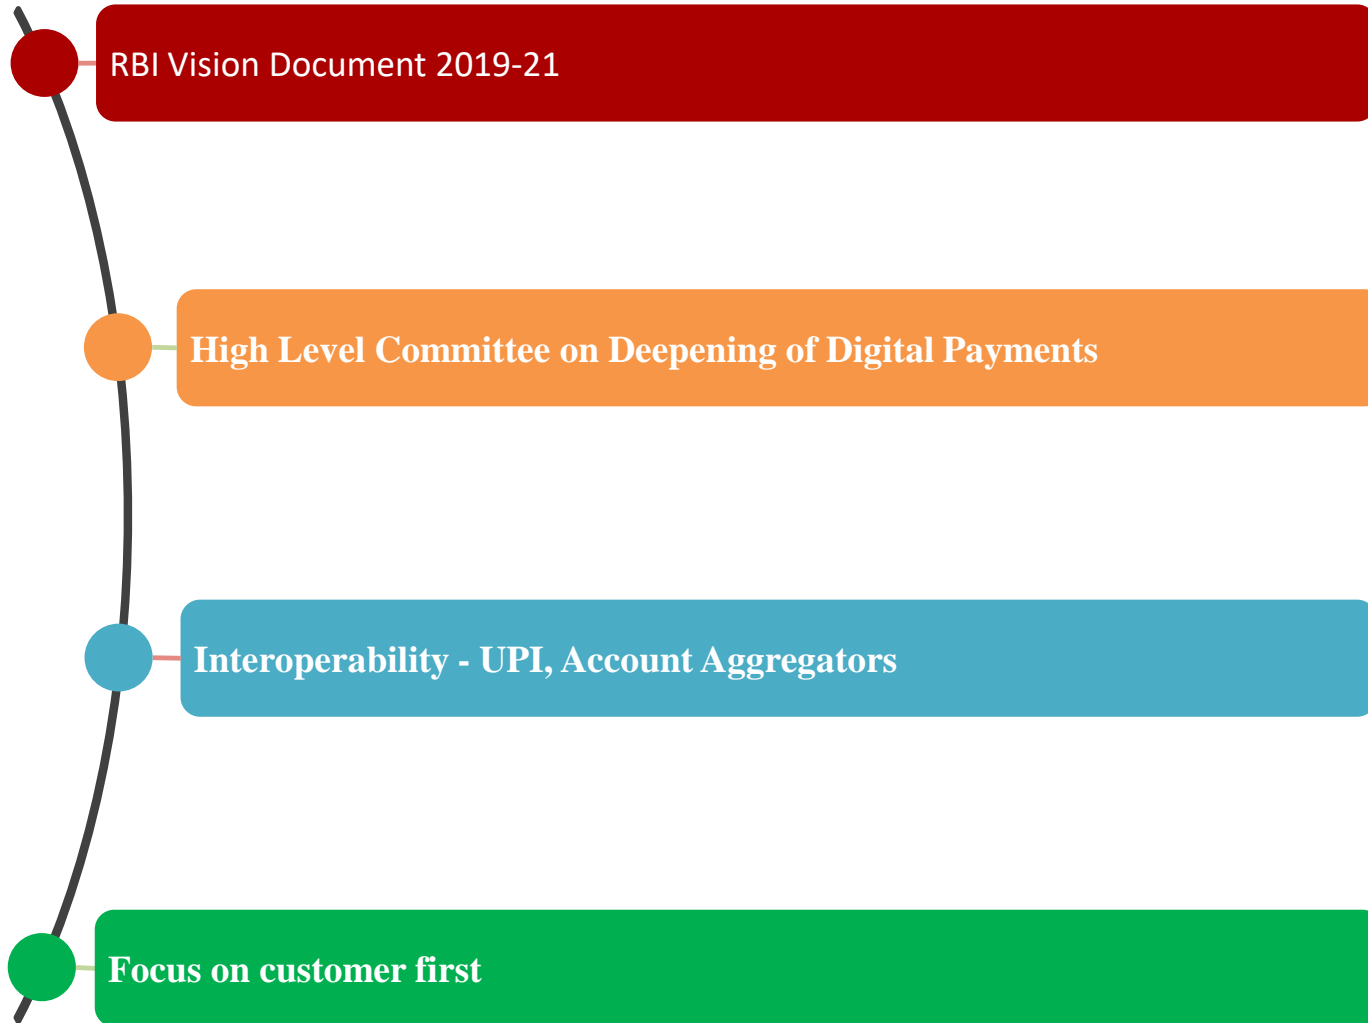 RBI Vision Document 2019-21
High Level Committee on Deepening of Digital Payments
Interoperability - UPI, Account Aggregators
Focus on customer first